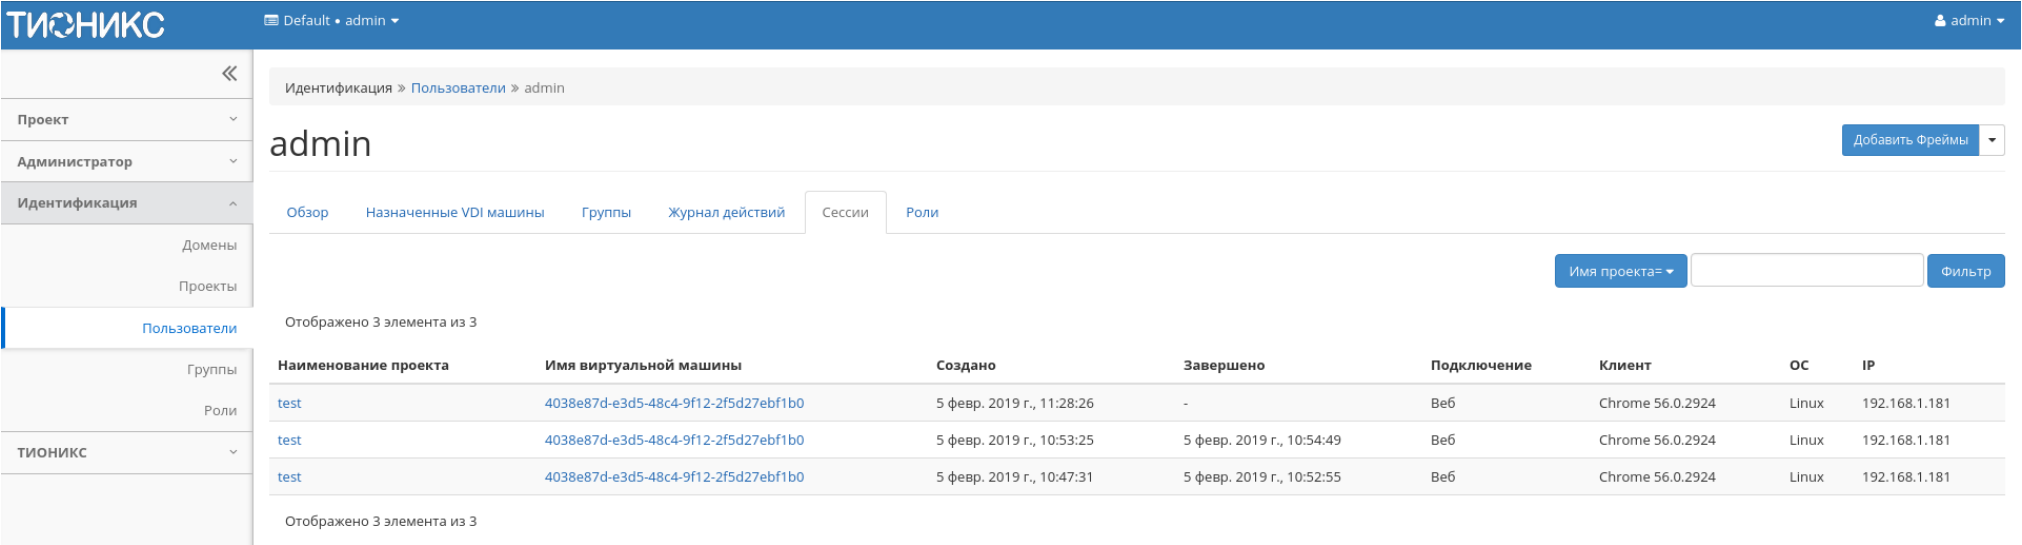 ТИОНИКС
Default • admin
admin
Идентификация » Пользователи » admin
Проект
Администратор
Идентификация
Домены
Проекты
Пользователи
Группы
Роли
ТИОНИКС
admin
Добавить Фреймы
Обзор Назначенные VDI машины Группы Журнал действий Сессии Роли
Имя проекта= Фильтр
Отображено 3 элемента из 3
Наименование проекта Имя виртуальной машины Создано Завершено Подключение Клиент ОС IP
test 4038e87d-e3d5-48c4-9f12-2f5d27ebf1b0 5 февр. 2019 г., 11:28:26 - Веб Chrome 56.0.2924 Linux 192.168.1.181
test 4038e87d-e3d5-48c4-9f12-2f5d27ebf1b0 5 февр. 2019 г., 10:53:25 5 февр. 2019 г., 10:54:49 Веб Chrome 56.0.2924 Linux 192.168.1.181
test 4038e87d-e3d5-48c4-9f12-2f5d27ebf1b0 5 февр. 2019 г., 10:47:31 5 февр. 2019 г., 10:52:55 Веб Chrome 56.0.2924 Linux 192.168.1.181
Отображено 3 элемента из 3